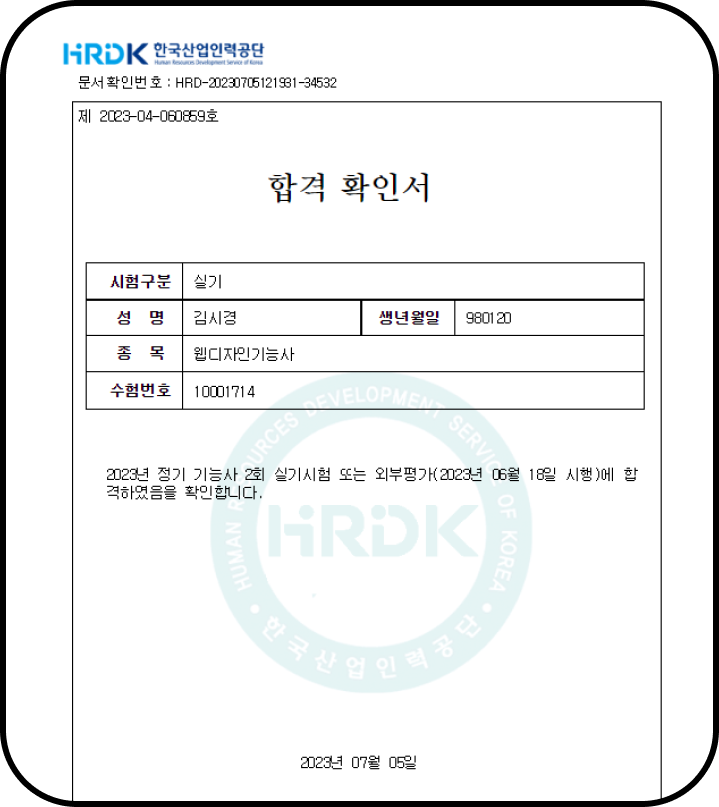 HRDK 한국산업인력공단
Human Resources Development Service of Korea
문서확인번호 : HRD-20230705121931-34532
제 2023-04-060859호
합격 확인서
시험구분 실기
성 명 김시경 생년월일 980120
종 목 웹디자인기능사
수험번호 10001714
2023년 정기 기능사 2회 실기시험 또는 외부평가(2023년 06월 18일 시행)에 합
격하였음을 확인합니다.
HUMAN RESOURCES DEVELOPMENT SERVICE OF KOREA
HRDK
한국산업인력공단
2023년 07월 05일